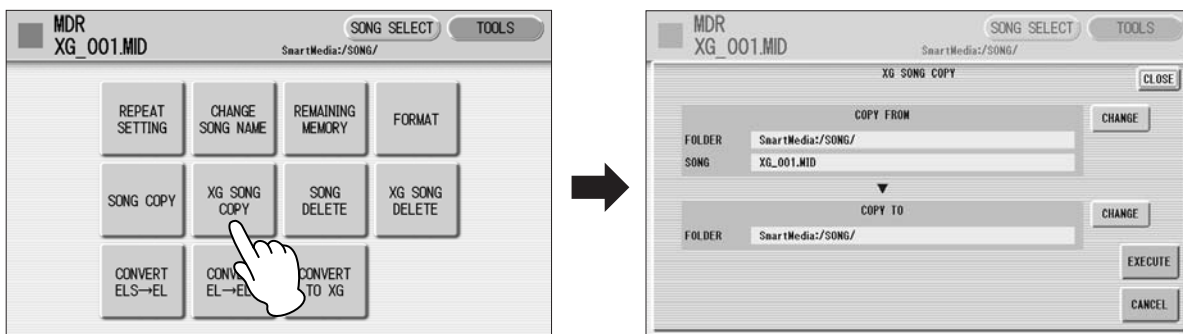 MDR
XG_001.MID
SONG SELECT
TOOLS
SmartMedia:/SONG/
REPEAT
SETTING
CHANGE
SONG NAME
REMAINING
MEMORY
FORMAT
SONG COPY
XG SONG
COPY
SONG
DELETE
XG SONG
DELETE
CONVERT
ELS→EL
EL→
CONVERT
TO XG
MDR
XG_001.MID
SONG SELECT
TOOLS
SmartMedia:/SONG/
XG SONG COPY
CLOSE
COPY FROM
CHANGE
FOLDER SmartMedia:/SONG/
SONG XG_001.MID
▼
COPY TO
CHANGE
FOLDER SmartMedia:/SONG/
EXECUTE
CANCEL